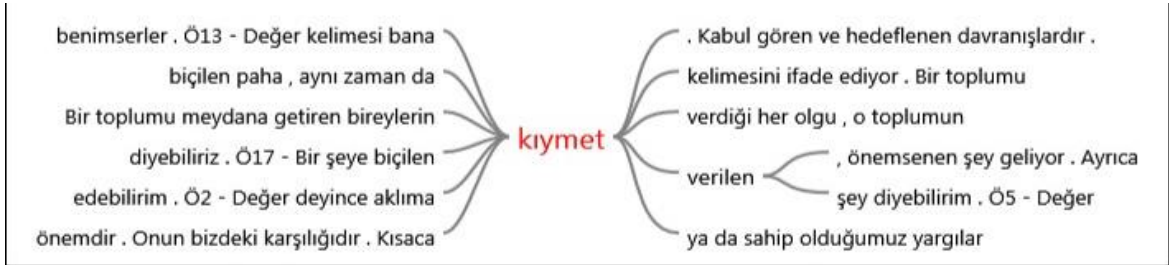 benimserler . Ö13 - Değer kelimesi bana
biçilen paha , aynı zaman da
Bir toplumu meydana getiren bireylerin
diyebiliriz . Ö17 - Bir şeye biçilen
edebilirim . Ö2 - Değer deyince aklıma
önemdir . Onun bizdeki karşılığıdır . Kısaca
kıymet
. Kabul gören ve hedeflenen davranışlardır .
kelimesini ifade ediyor . Bir toplumu
verdiği her olgu , o toplumun
verilen
, önemsenen şey geliyor . Ayrıca
şey diyebilirim . Ö5 - Değer
ya da sahip olduğumuz yargılar